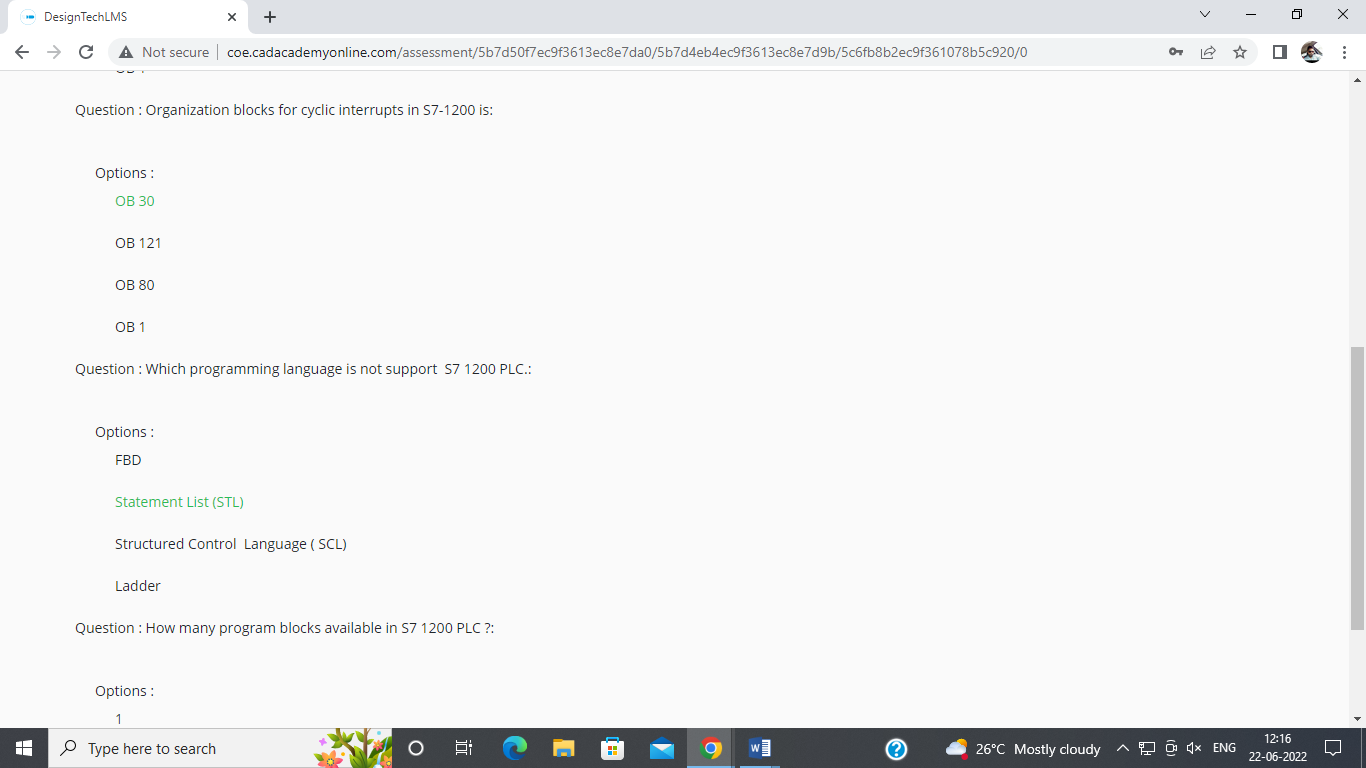 DesignTechLMS
Not secure coe.cadacademyonline.com/assessment/5b7d50f7ec9f3613ec8e7da0/5b7d4eb4ec9f3613ec8e7d9b/5c6fb8b2ec9f361078b5c920/0
Question : Organization blocks for cyclic interrupts in S7-1200 is:
Options :
OB 30
OB 121
OB 80
OB 1
Question : Which programming language is not support  S7 1200 PLC.:
Options :
FBD
Statement List (STL)
Structured Control  Language ( SCL)
Ladder
Question : How many program blocks available in S7 1200 PLC ?:
Options :
1
Type here to search
26°C Mostly cloudy
ENG
12:16
22-06-2022